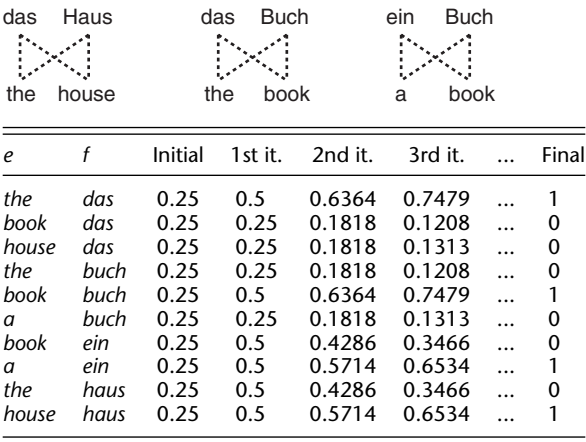 das Haus das Buch ein Buch
the house the book a book
e f Initial 1st it. 2nd it. 3rd it. ... Final
the das 0.25 0.5 0.6364 0.7479 ... 1
book das 0.25 0.25 0.1818 0.1208 ... 0
house das 0.25 0.25 0.1818 0.1313 ... 0
the buch 0.25 0.25 0.1818 0.1208 ... 0
book buch 0.25 0.5 0.6364 0.7479 ... 1
a buch 0.25 0.25 0.1818 0.1313 ... 0
book ein 0.25 0.5 0.4286 0.3466 ... 0
a ein 0.25 0.5 0.5714 0.6534 ... 1
the haus 0.25 0.5 0.4286 0.3466 ... 0
house haus 0.25 0.5 0.5714 0.6534 ... 1